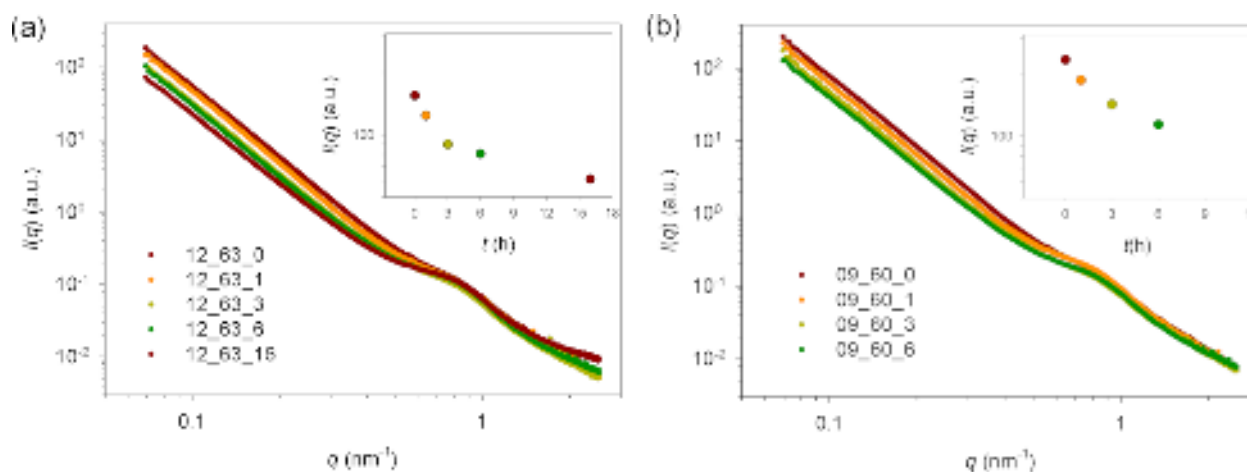 (a)
I(q) (a.u.)
10²
10¹
10⁰
10⁻¹
10⁻²
I(q) (a.u.)
100
0 3 6 9 12 15 18
t (h)
12_63_0
12_63_1
12_63_3
12_63_6
0.1 1
q (nm⁻¹)
(b)
I(q) (a.u.)
10²
10¹
10⁰
10⁻¹
10⁻²
I(q) (a.u.)
100
0 3 6 9
t(h)
09_60_0
09_60_1
09_60_3
09_60_6
0.1 1
q (nm⁻¹)